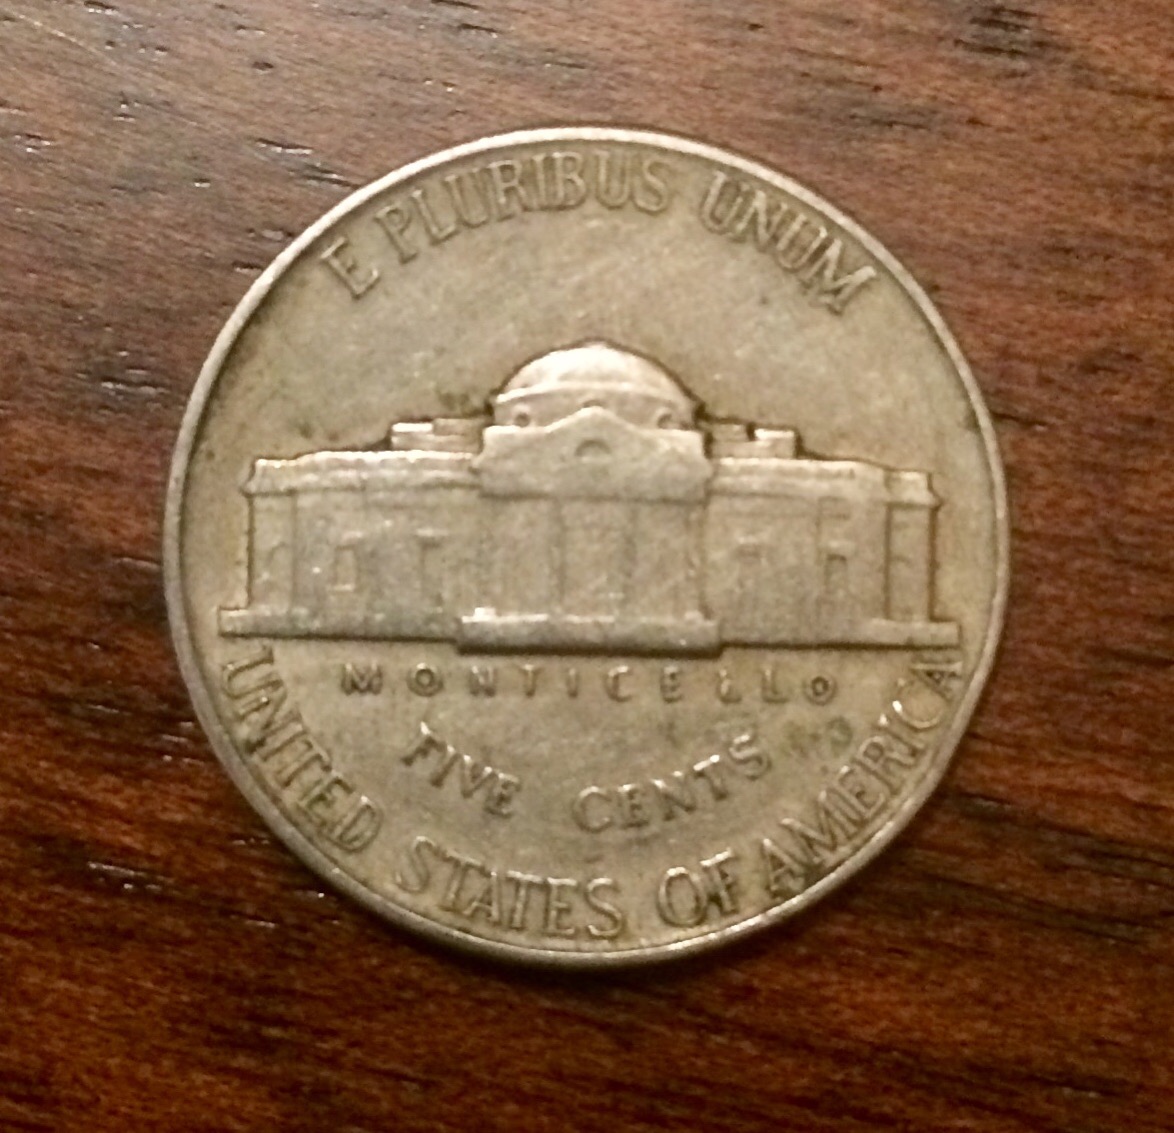 E PLURIBUS UNUM
MONTICELLO
FIVE CENTS
UNITED STATES OF AMERICA